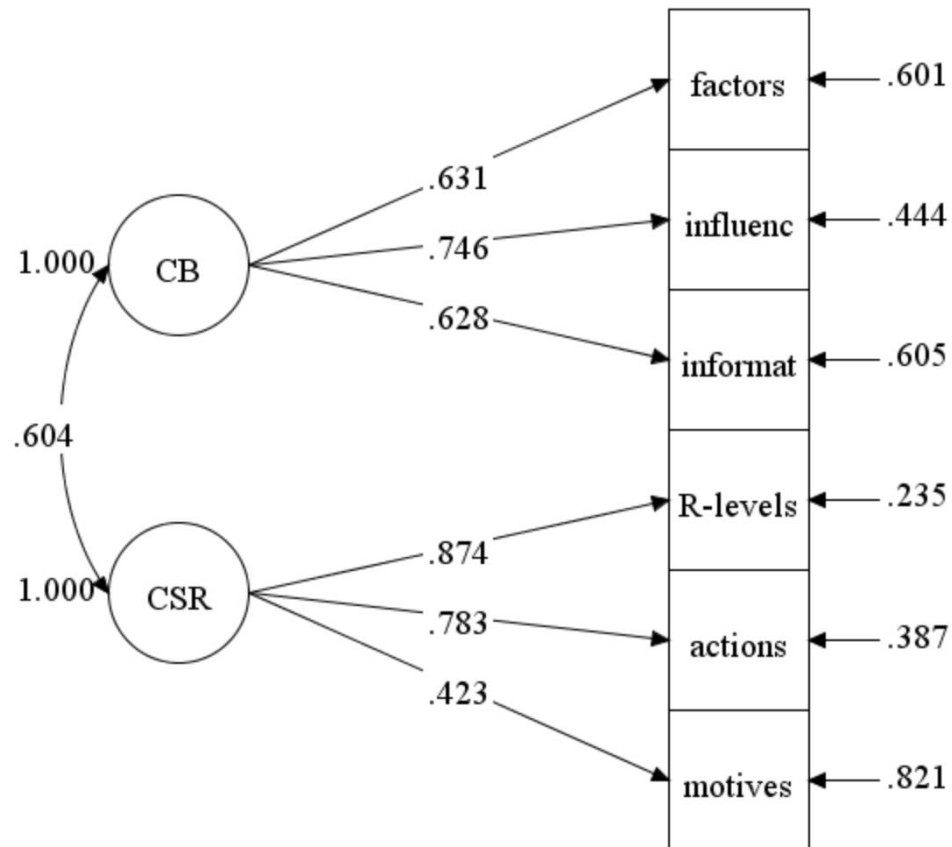 factors
.601
.631
influenc
.444
.746
1.000
CB
.628
informat
.605
.604
R-levels
.235
.874
1.000
CSR
.783
actions
.387
.423
motives
.821